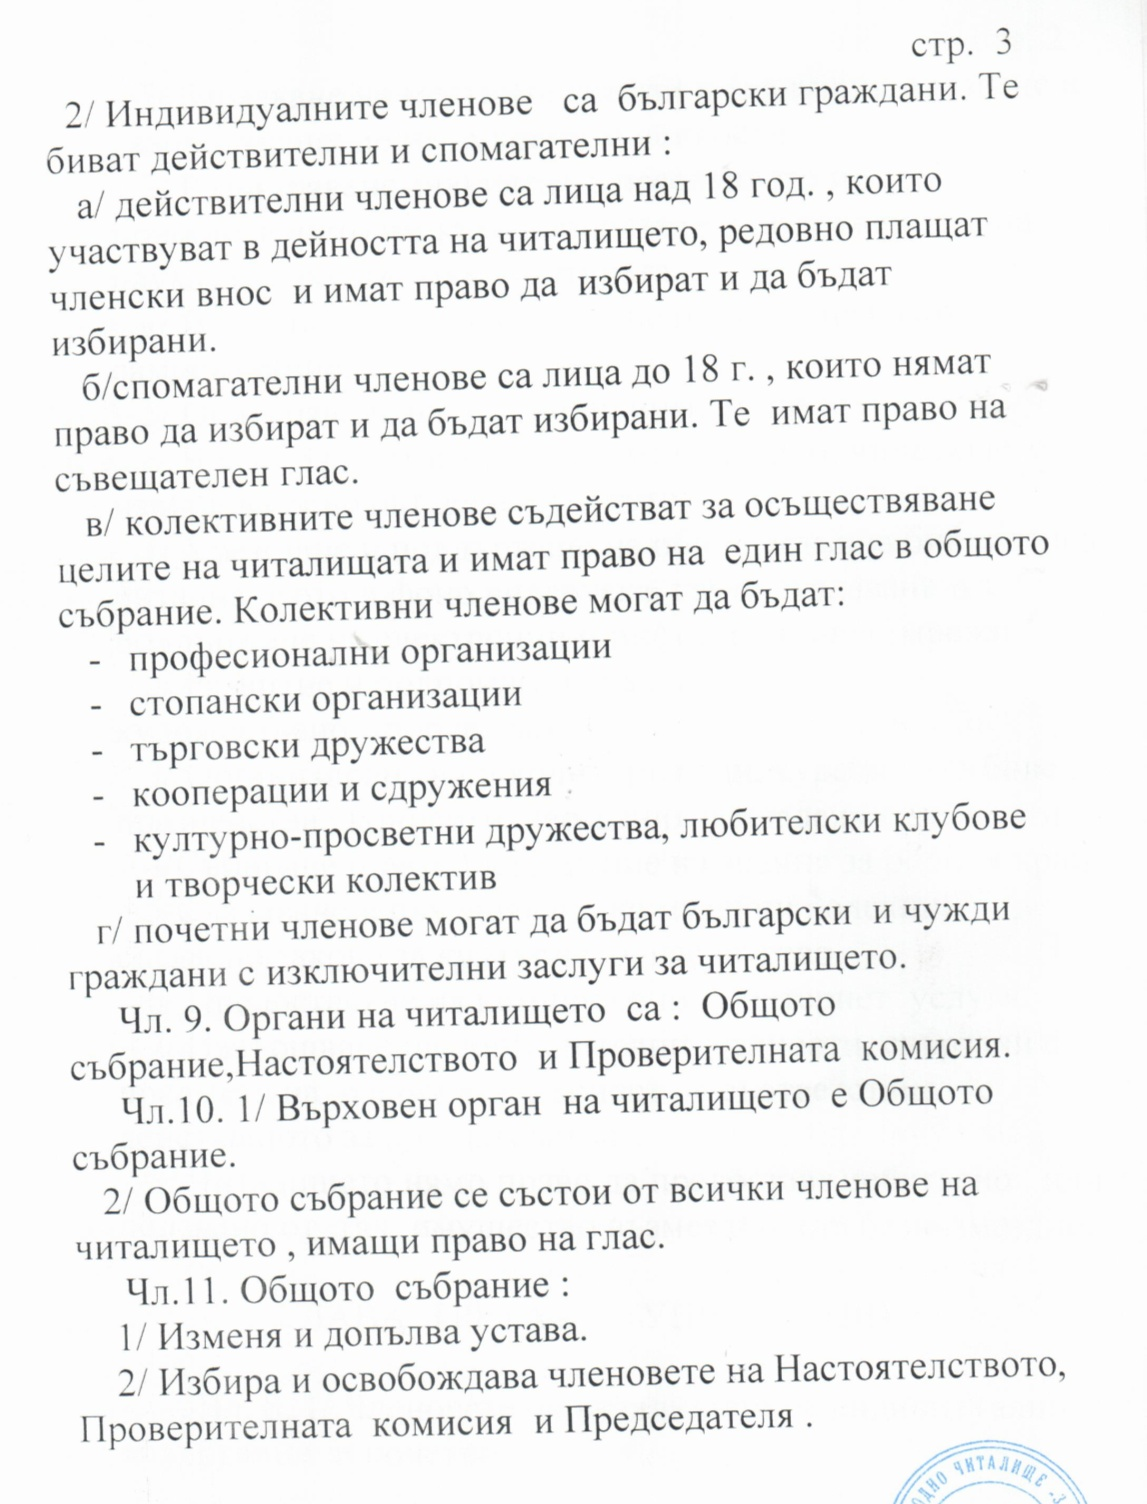 стр. 3
2/ Индивидуалните членове са български граждани. Те
биват действителни и спомагателни :
а/ действителни членове са лица над 18 год. , които
участвуват в дейността на читалището, редовно плащат
членски внос и имат право да избират и да бъдат
избирани.
б/спомагателни членове са лица до 18 г. , които нямат
право да избират и да бъдат избирани. Те имат право на
съвещателен глас.
в/ колективните членове съдействат за осъществяване
целите на читалищата и имат право на един глас в общото
събрание. Колективни членове могат да бъдат:
- професионални организации
- стопански организации
- търговски дружества
- кооперации и сдружения
- културно-просветни дружества, любителски клубове
и творчески колектив
г/ почетни членове могат да бъдат български и чужди
граждани с изключителни заслуги за читалището.
Чл. 9. Органи на читалището са : Общото
събрание,Настоятелството и Проверителната комисия.
Чл.10. 1/ Върховен орган на читалището е Общото
събрание.
2/ Общото събрание се състои от всички членове на
читалището , имащи право на глас.
Чл.11. Общото събрание :
1/ Изменя и допълва устава.
2/ Избира и освобождава членовете на Настоятелството,
Проверителната комисия и Председателя .
ЧИТАЛИЩЕ